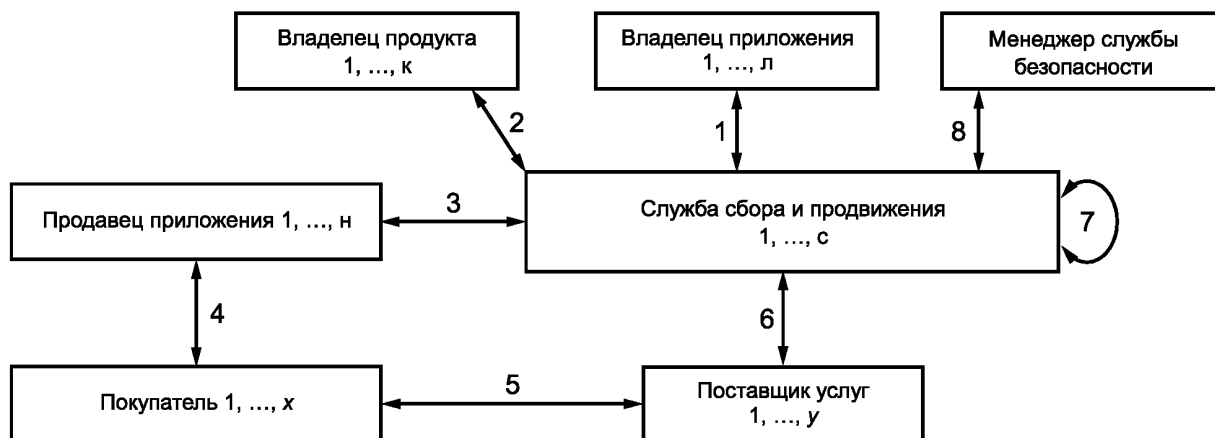 Владелец продукта
1, …, к
Владелец приложения
1, …, л
Менеджер службы
безопасности
2
1
8
Продавец приложения 1, …, н
3
Служба сбора и продвижения
1, …, с
7
4
6
Покупатель 1, …, x
5
Поставщик услуг
1, …, y